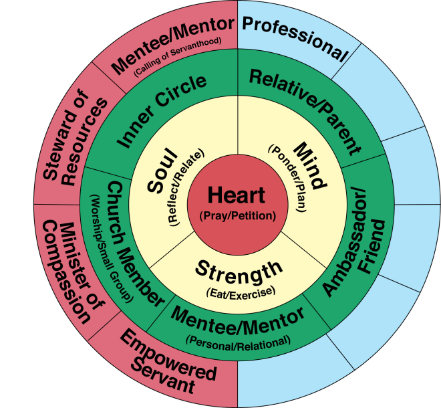 Mentee/Mentor
(Calling of Servanthood)
Professional
Steward of
Resources
Inner Circle
Relative/Parent
Soul
(Reflect/Relate)
Mind
(Ponder/Plan)
Heart
(Pray/Petition)
Church Member
(Worship/Small Group)
Ambassador/
Friend
Minister of
Compassion
Strength
(Eat/Exercise)
Mentee/Mentor
(Personal/Relational)
Empowered
Servant